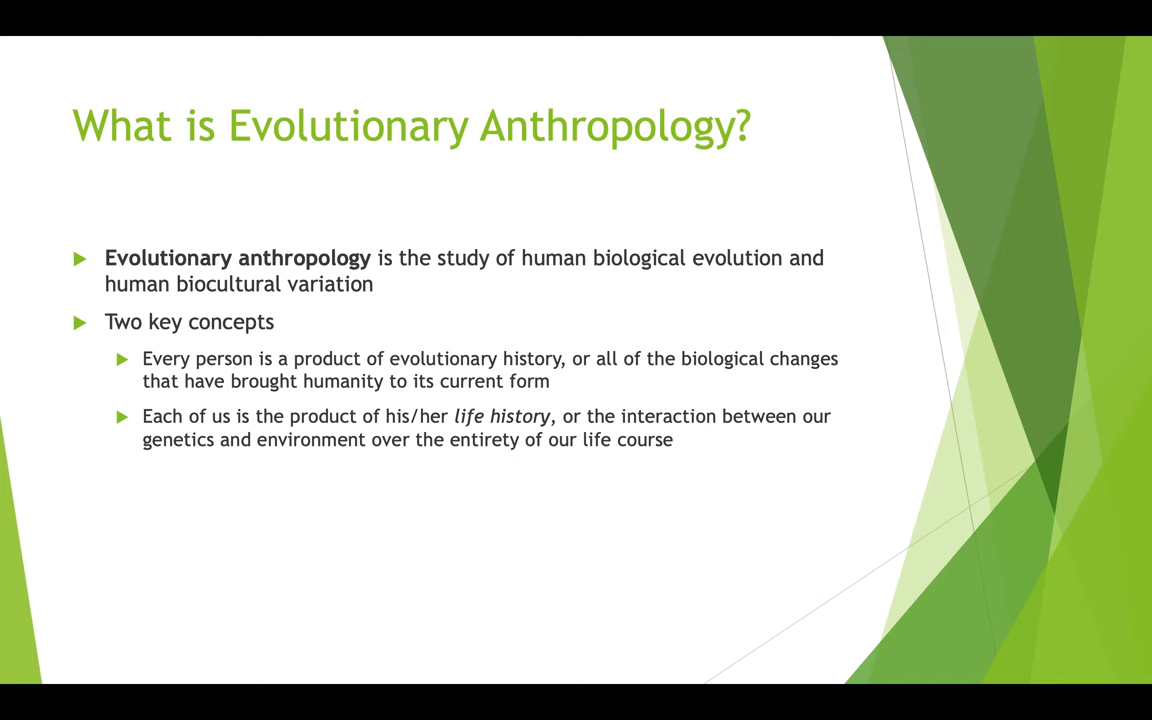 What is Evolutionary Anthropology?
Evolutionary anthropology is the study of human biological evolution and
human biocultural variation
Two key concepts
Every person is a product of evolutionary history, or all of the biological changes
that have brought humanity to its current form
Each of us is the product of his/her life history, or the interaction between our
genetics and environment over the entirety of our life course